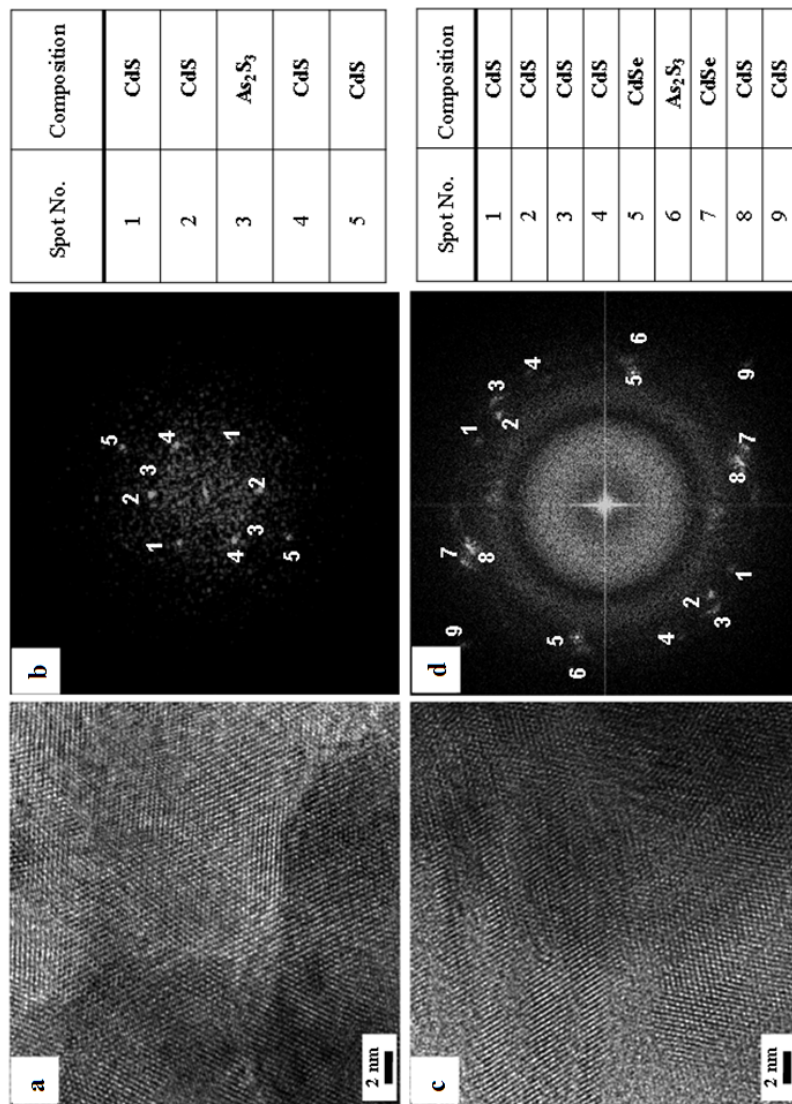 a
2 nm
b
5
2
3
1
4
1
4
3
2
5
Spot No. Composition
1 CdS
2 CdS
3 As₂S₃
4 CdS
5 CdS
c
2 nm
d
7
9
1
8
3
2
4
5
6
5
6
4
2
3
8
1
7
9
Spot No. Composition
1 CdS
2 CdS
3 CdS
4 CdS
5 CdSe
6 As₂S₃
7 CdSe
8 CdS
9 CdS